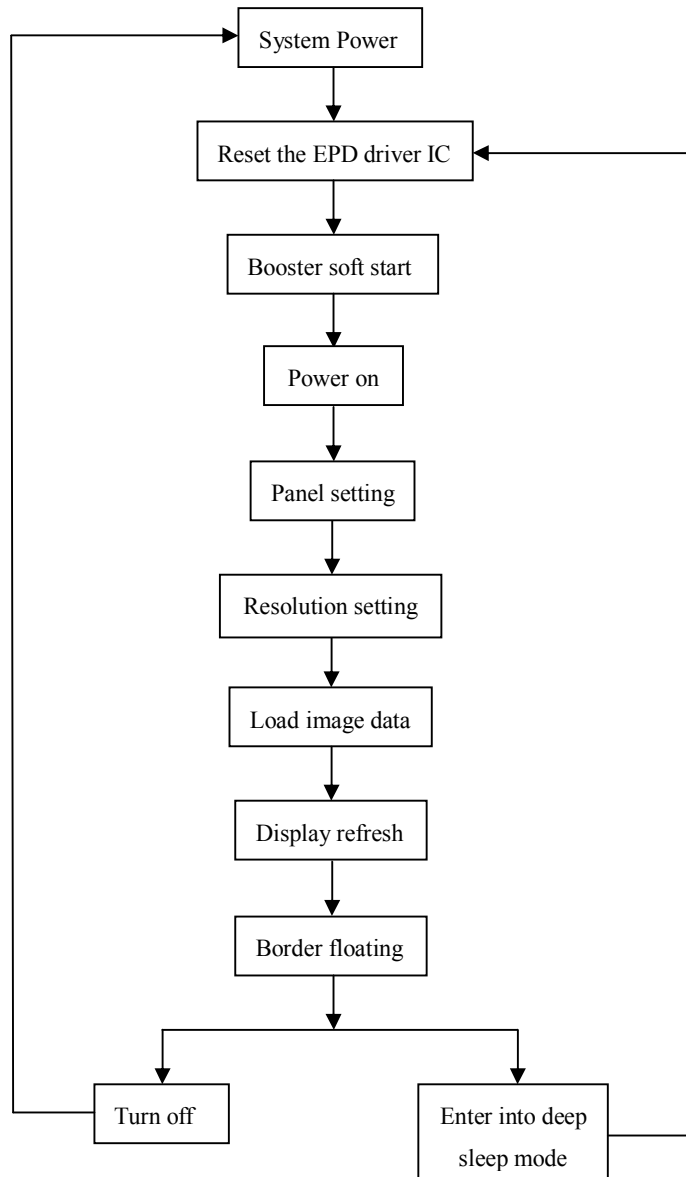 System Power
Reset the EPD driver IC
Booster soft start
Power on
Panel setting
Resolution setting
Load image data
Display refresh
Border floating
Turn off
Enter into deep
sleep mode